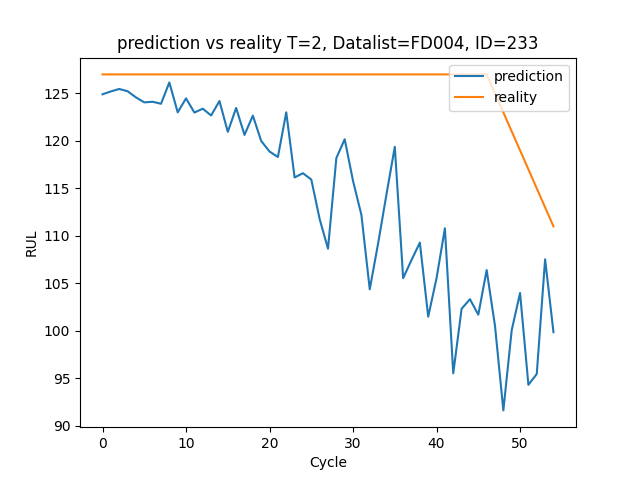 prediction vs reality T=2, Datalist=FD004, ID=233
prediction
reality
125
120
115
110
105
100
95
90
RUL
0 10 20 30 40 50
Cycle